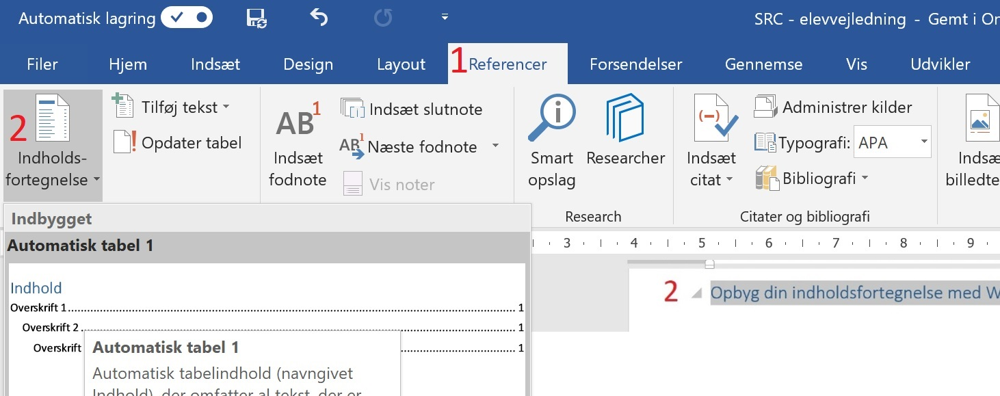 Automatisk lagring
SRC - elevvejledning - Gemt i
Filer Hjem Indsæt Design Layout 1 Referencer Forsendelser Gennemse Vis Udvikler
2 Indholds-
fortegnelse
Tilføj tekst
Opdater tabel
AB1
Indsæt
fodnote
Indsæt slutnote
AB1 Næste fodnote
Vis noter
Smart
opslag
Researcher
Research
Indsæt
citat
Administrer kilder
Typografi: APA
Bibliografi
Citater og bibliografi
Indbygget
Automatisk tabel 1
Indhold
Overskrift 1 1
Overskrift 2 1
Overskrift 1
Automatisk tabel 1
Automatisk tabelindhold (navngivet
Indhold), der omfatter al tekst, der er
3 4 5 6 7 8 9
2 Opbyg din indholdsfortegnelse med